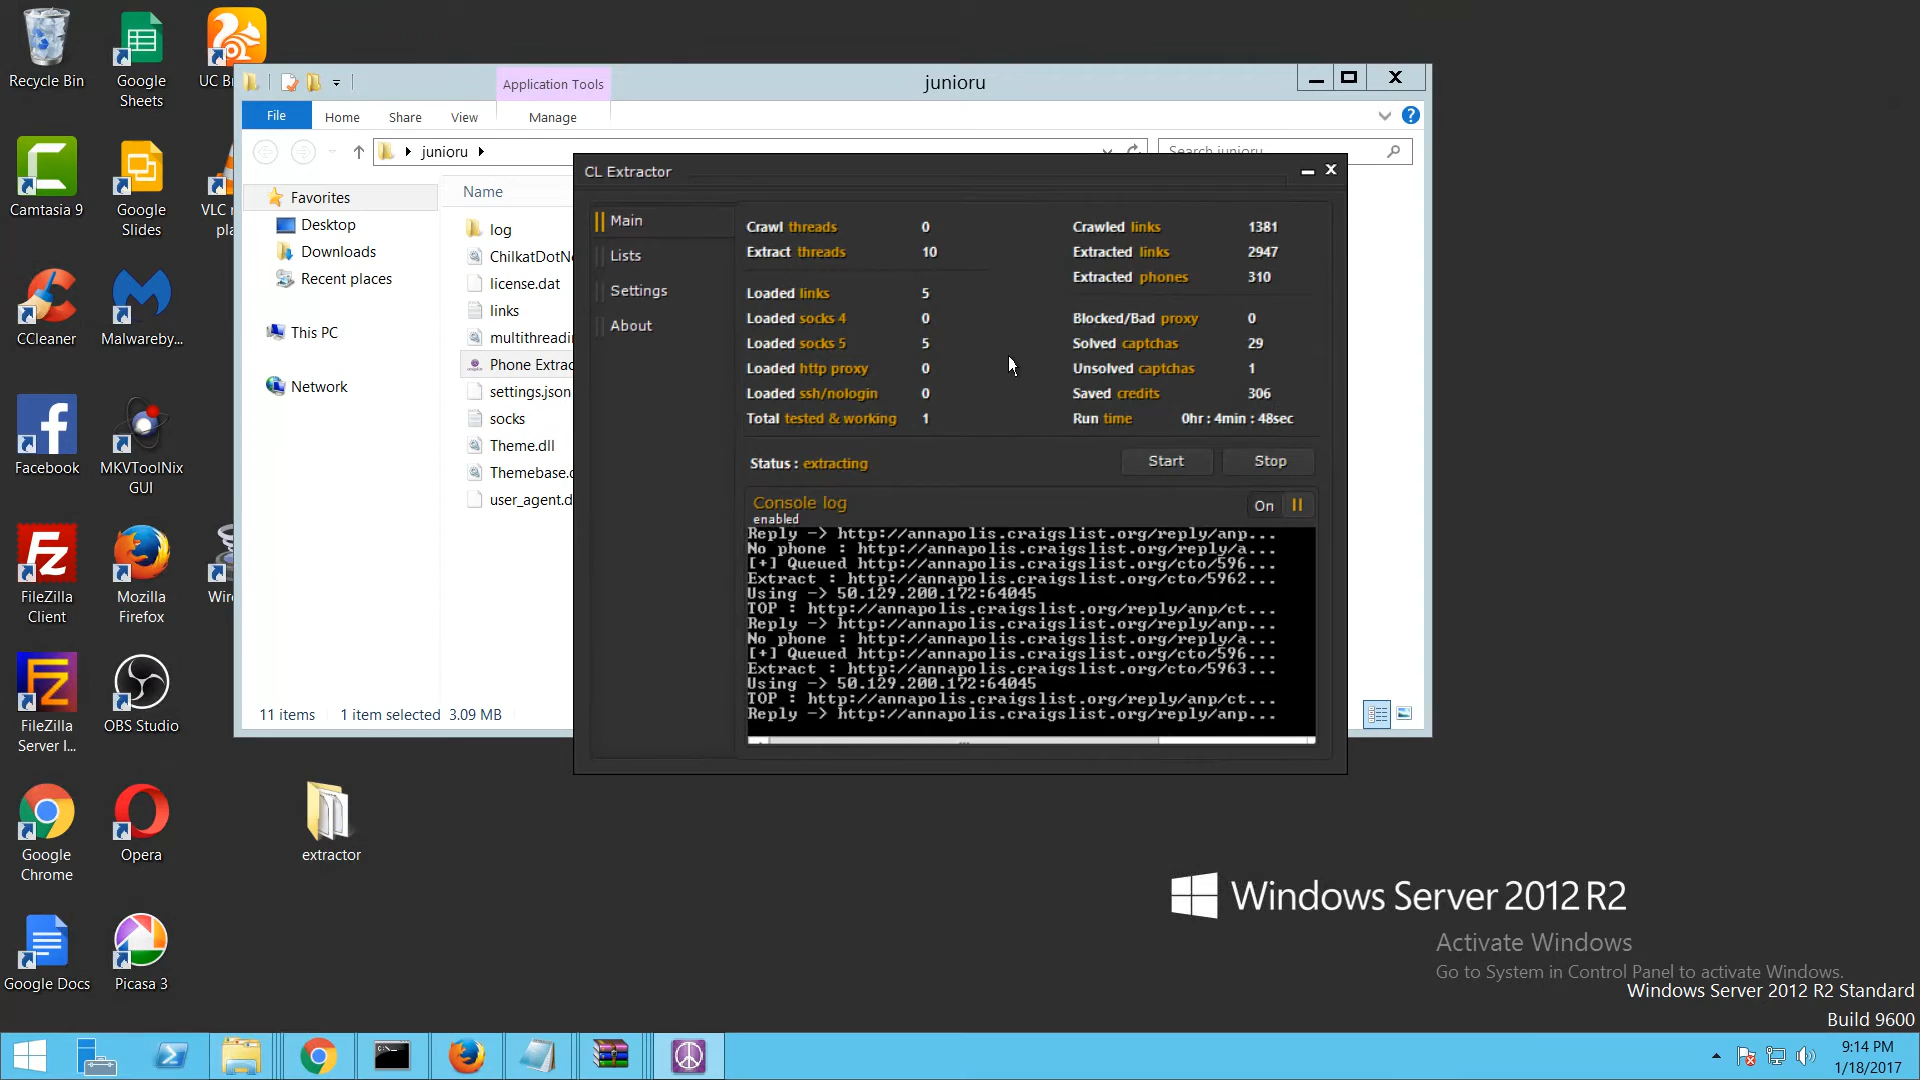 Recycle Bin
Google
Sheets
UC B
Camtasia 9
Google
Slides
VLC
pla
CCleaner
Malwareby...
Facebook
MKVToolNix
GUI
FileZilla
Client
Mozilla
Firefox
Wir
FileZilla
Server I...
OBS Studio
Google
Chrome
Opera
extractor
Google Docs
Picasa 3
Application Tools
junioru
File
Home
Share
View
Manage
junioru
Search junioru
Favorites
Desktop
Downloads
Recent places
This PC
Network
Name
log
ChilkatDotNe
license.dat
links
multithreadin
Phone Extrac
settings.json
socks
Theme.dll
Themebase.d
user_agent.d
11 items 1 item selected 3.09 MB
CL Extractor
Main
Lists
Settings
About
Crawl threads 0
Extract threads 10
Loaded links 5
Loaded socks 4 0
Loaded socks 5 5
Loaded http proxy 0
Loaded ssh/nologin 0
Total tested & working 1
Crawled links 1381
Extracted links 2947
Extracted phones 310
Blocked/Bad proxy 0
Solved captchas 29
Unsolved captchas 1
Saved credits 306
Run time 0hr : 4min : 48sec
Status : extracting
Start
Stop
Console log
enabled
On
Reply -> http://annapolis.craigslist.org/reply/anp...
No phone : http://annapolis.craigslist.org/reply/a...
[+] Queued http://annapolis.craigslist.org/cto/596...
Extract : http://annapolis.craigslist.org/cto/5962...
Using -> 50.129.200.172:64045
TOP : http://annapolis.craigslist.org/reply/anp/ct...
Reply -> http://annapolis.craigslist.org/reply/anp...
No phone : http://annapolis.craigslist.org/reply/a...
[+] Queued http://annapolis.craigslist.org/cto/596...
Extract : http://annapolis.craigslist.org/cto/5963...
Using -> 50.129.200.172:64045
TOP : http://annapolis.craigslist.org/reply/anp/ct...
Reply -> http://annapolis.craigslist.org/reply/anp...
Windows Server 2012 R2
Activate Windows
Go to System in Control Panel to activate Windows.
Windows Server 2012 R2 Standard
Build 9600
9:14 PM
1/18/2017